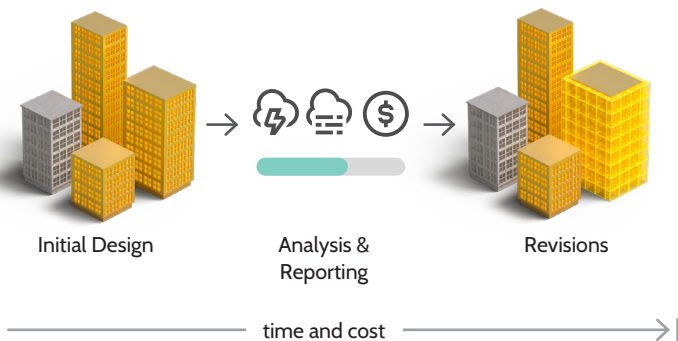 $
Initial Design
Analysis &
Reporting
Revisions
time and cost